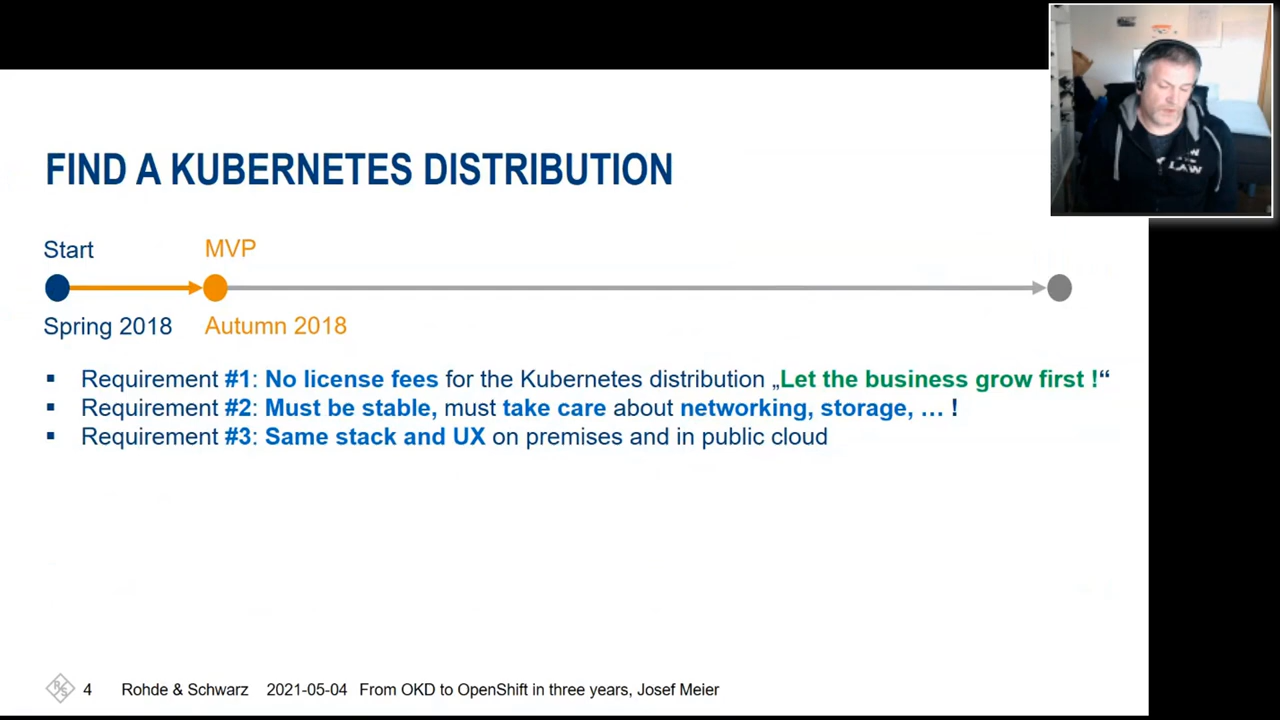 FIND A KUBERNETES DISTRIBUTION
Start
MVP
Spring 2018
Autumn 2018
▪ Requirement #1: No license fees for the Kubernetes distribution „Let the business grow first !“
▪ Requirement #2: Must be stable, must take care about networking, storage, … !
▪ Requirement #3: Same stack and UX on premises and in public cloud
R&S 4 Rohde & Schwarz 2021-05-04 From OKD to OpenShift in three years, Josef Meier
LAW